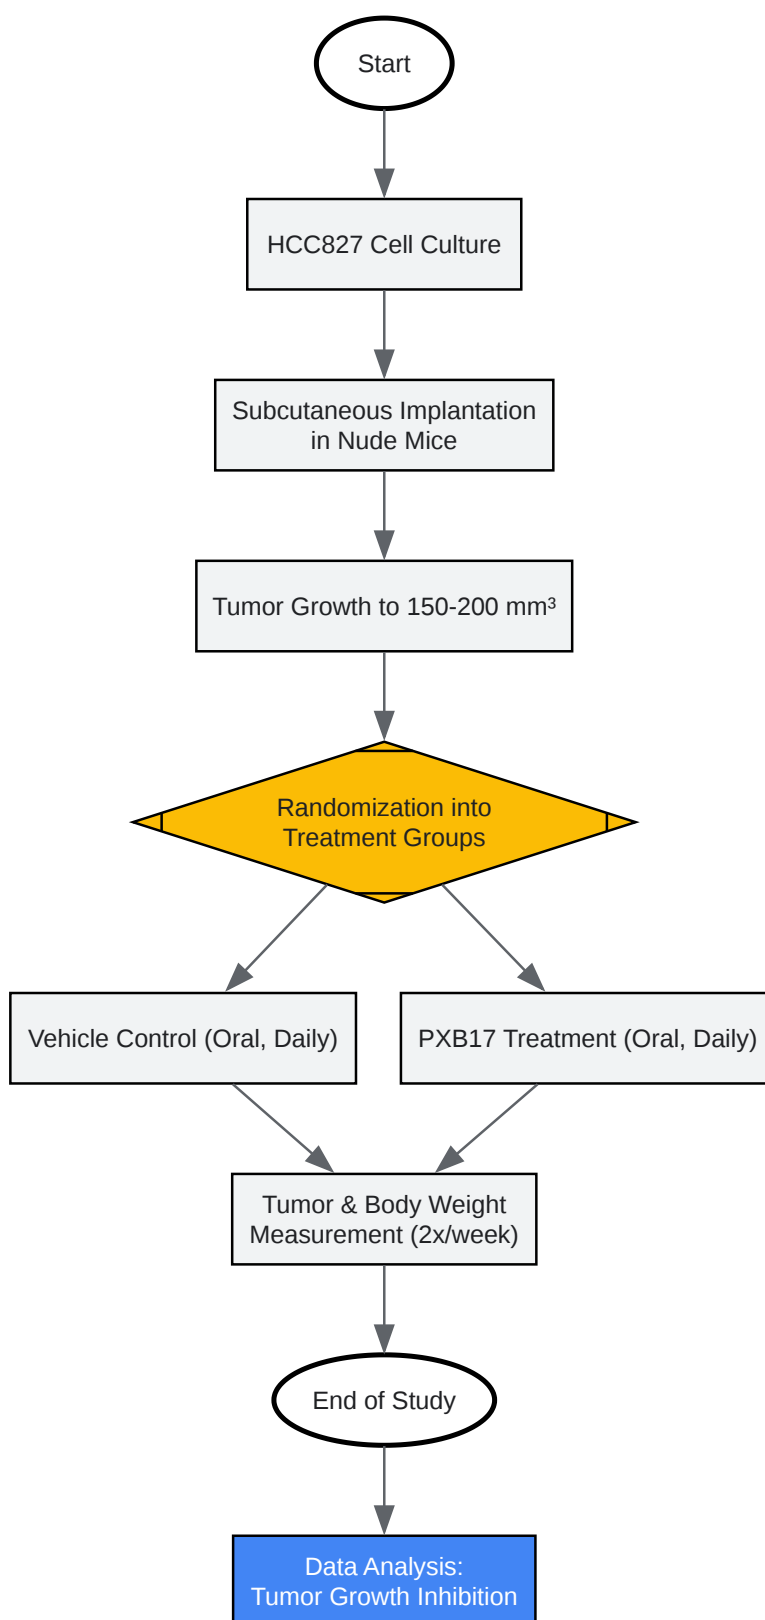 Start
HCC827 Cell Culture
Subcutaneous Implantation
in Nude Mice
Tumor Growth to 150-200 mm³
Randomization into
Treatment Groups
Vehicle Control (Oral, Daily)
PXB17 Treatment (Oral, Daily)
Tumor & Body Weight
Measurement (2x/week)
End of Study
Data Analysis:
Tumor Growth Inhibition